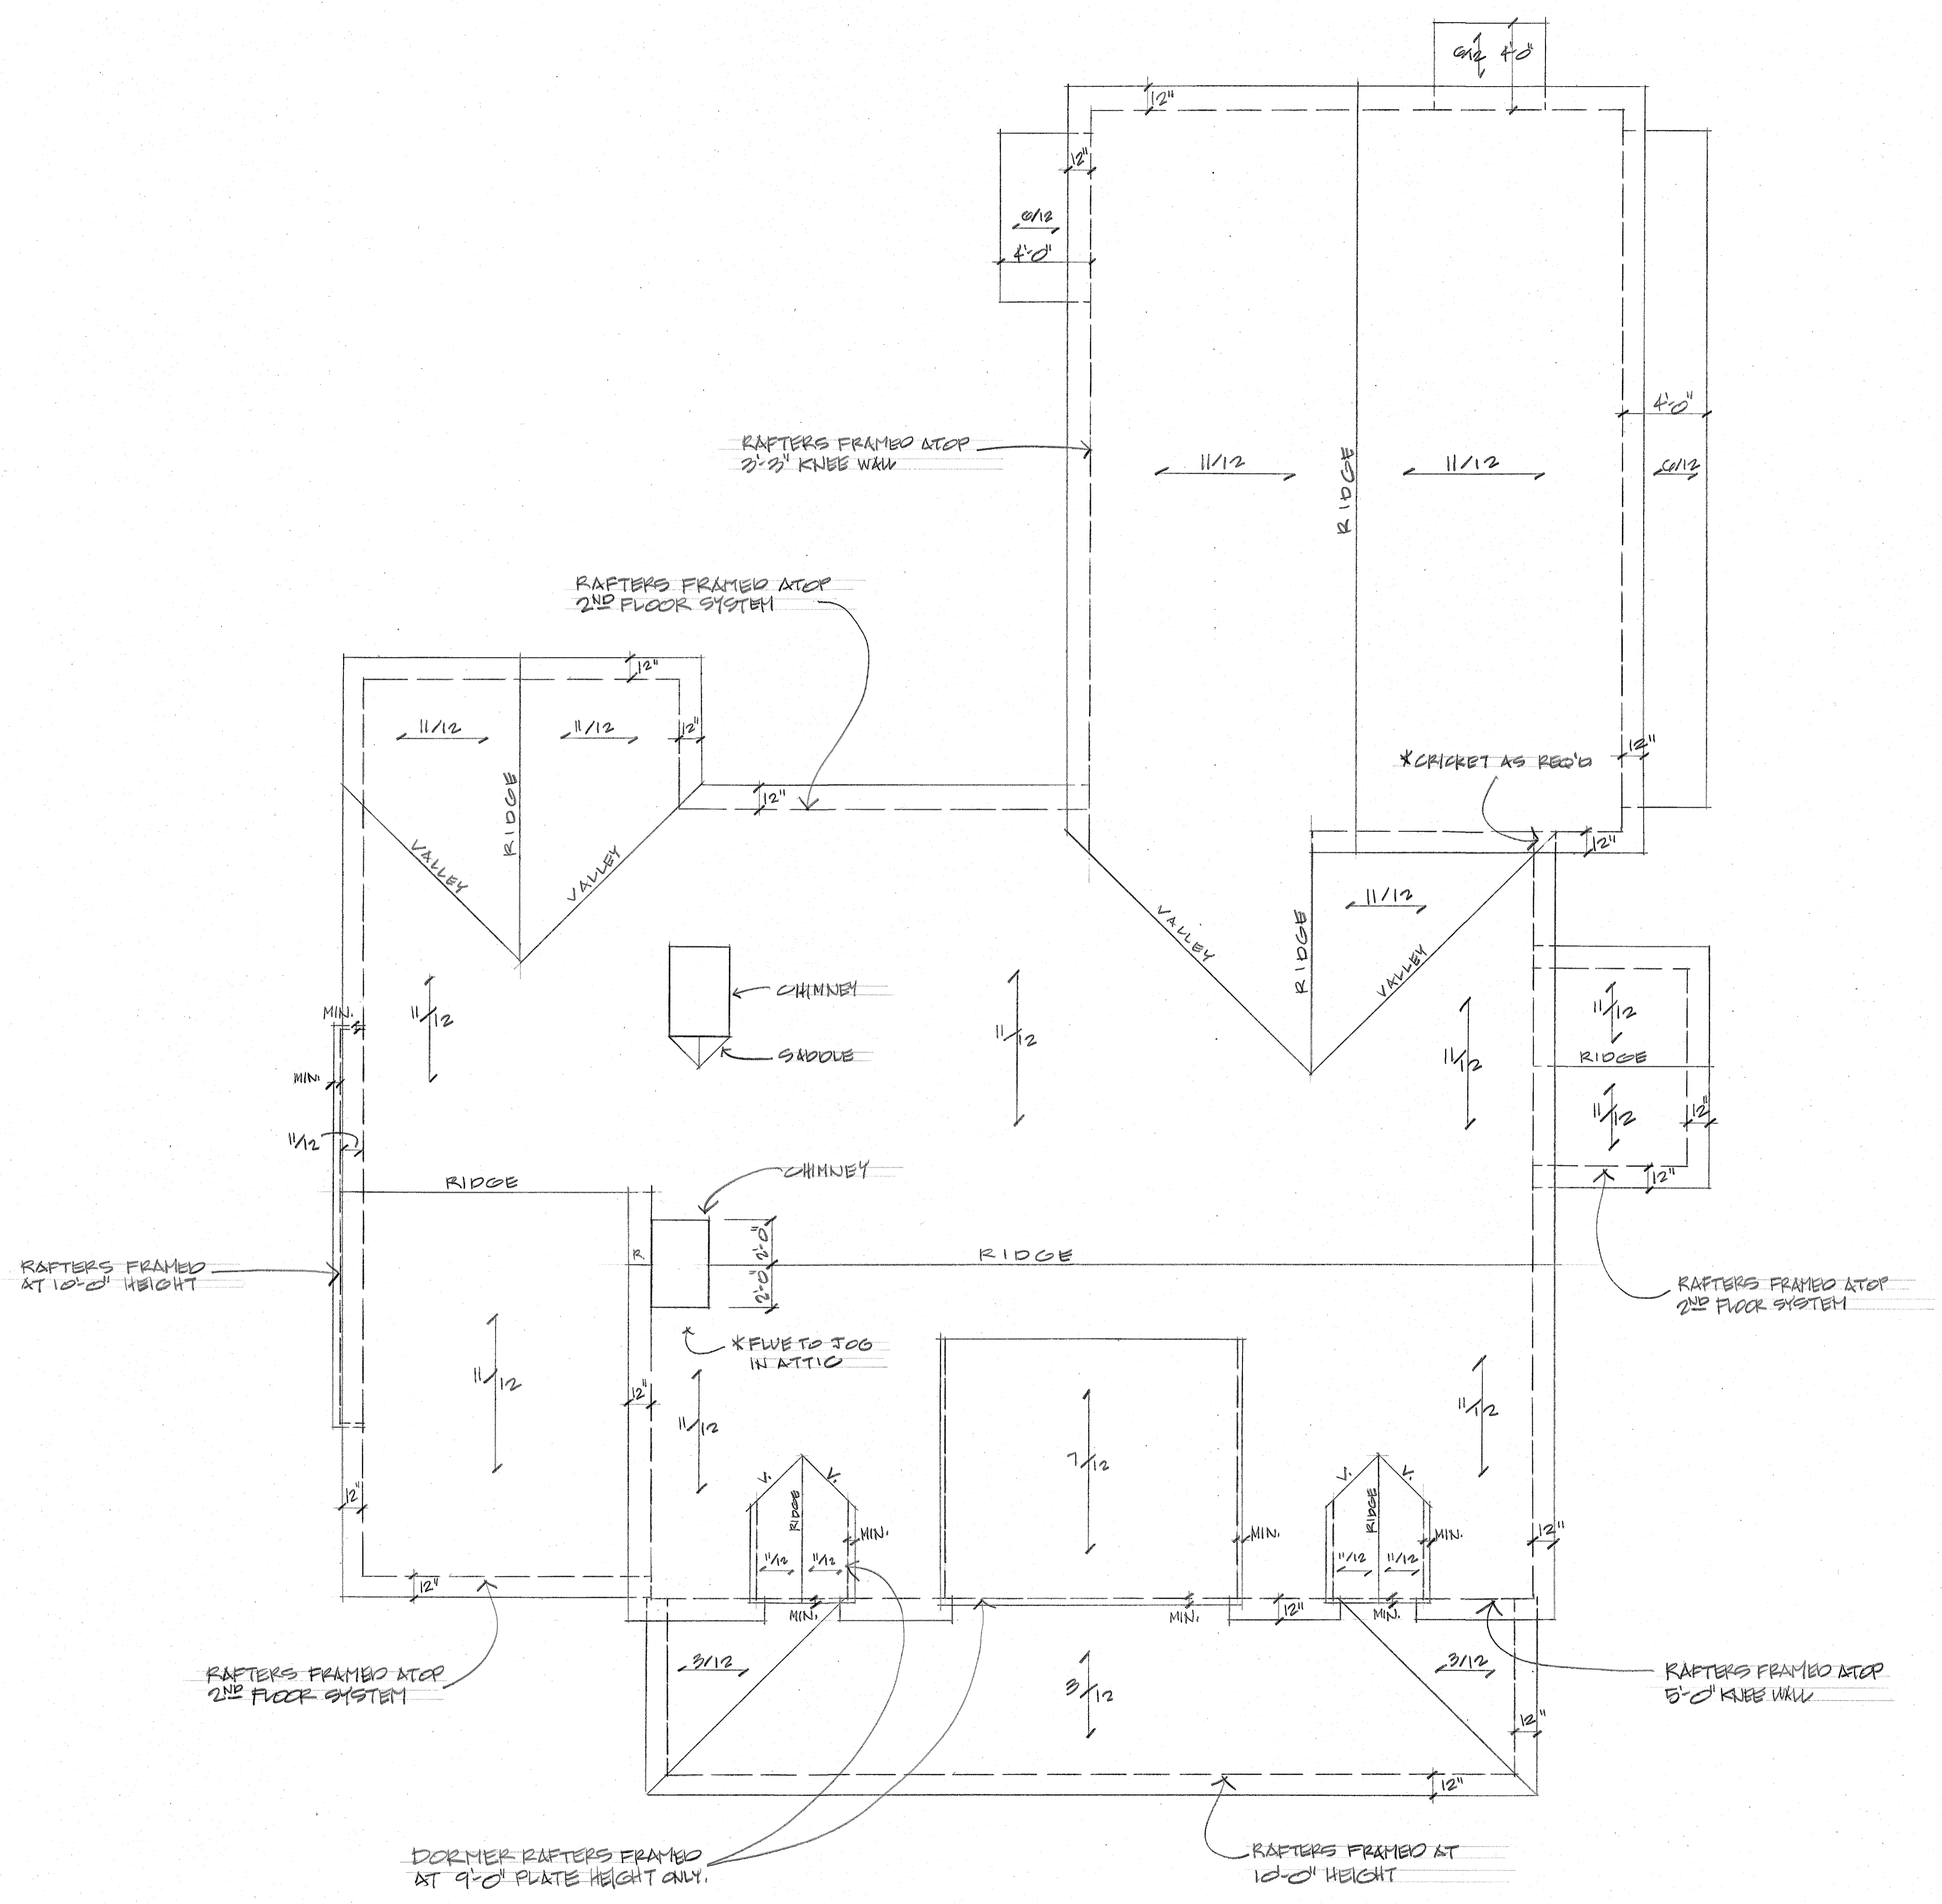 6/12 4'-0"
12"
12"
6/12
4'-0"
4'-0"
RAFTERS FRAMED ATOP
3'-3" KNEE WALL
11/12
RIDGE
11/12
6/12
RAFTERS FRAMED ATOP
2ND FLOOR SYSTEM
12"
11/12
11/12
12"
RIDGE
12"
12"
*CRICKET AS REQ'D
12"
VALLEY
VALLEY
11/12
VALLEY
RIDGE
VALLEY
CHIMNEY
SADDLE
MIN.
11/12
11/12
11/12
11/12
RIDGE
11/12
12"
12"
MIN.
11/12
RIDGE
CHIMNEY
R.
2'-0"
2'-0"
RIDGE
RAFTERS FRAMED
AT 10'-0" HEIGHT
RAFTERS FRAMED ATOP
2ND FLOOR SYSTEM
*FLUE TO JOG
IN ATTIC
11/12
12"
11/12
7/12
11/12
12"
V.
V.
RIDGE
11/12
11/12
MIN.
MIN.
V.
V.
RIDGE
11/12
11/12
MIN.
12"
12"
MIN.
MIN.
12"
MIN.
3/12
3/12
3/12
12"
12"
RAFTERS FRAMED ATOP
2ND FLOOR SYSTEM
RAFTERS FRAMED ATOP
5'-0" KNEE WALL
DORMER RAFTERS FRAMED
AT 9'-0" PLATE HEIGHT ONLY.
RAFTERS FRAMED AT
10'-0" HEIGHT